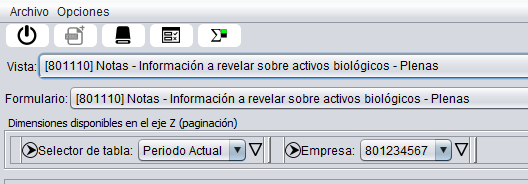 Archivo Opciones
Vista: [801110] Notas - Información a revelar sobre activos biológicos - Plenas
Formulario: [801110] Notas - Información a revelar sobre activos biológicos - Plenas
Dimensiones disponibles en el eje Z (paginación)
Selector de tabla: Periodo Actual Empresa: 801234567